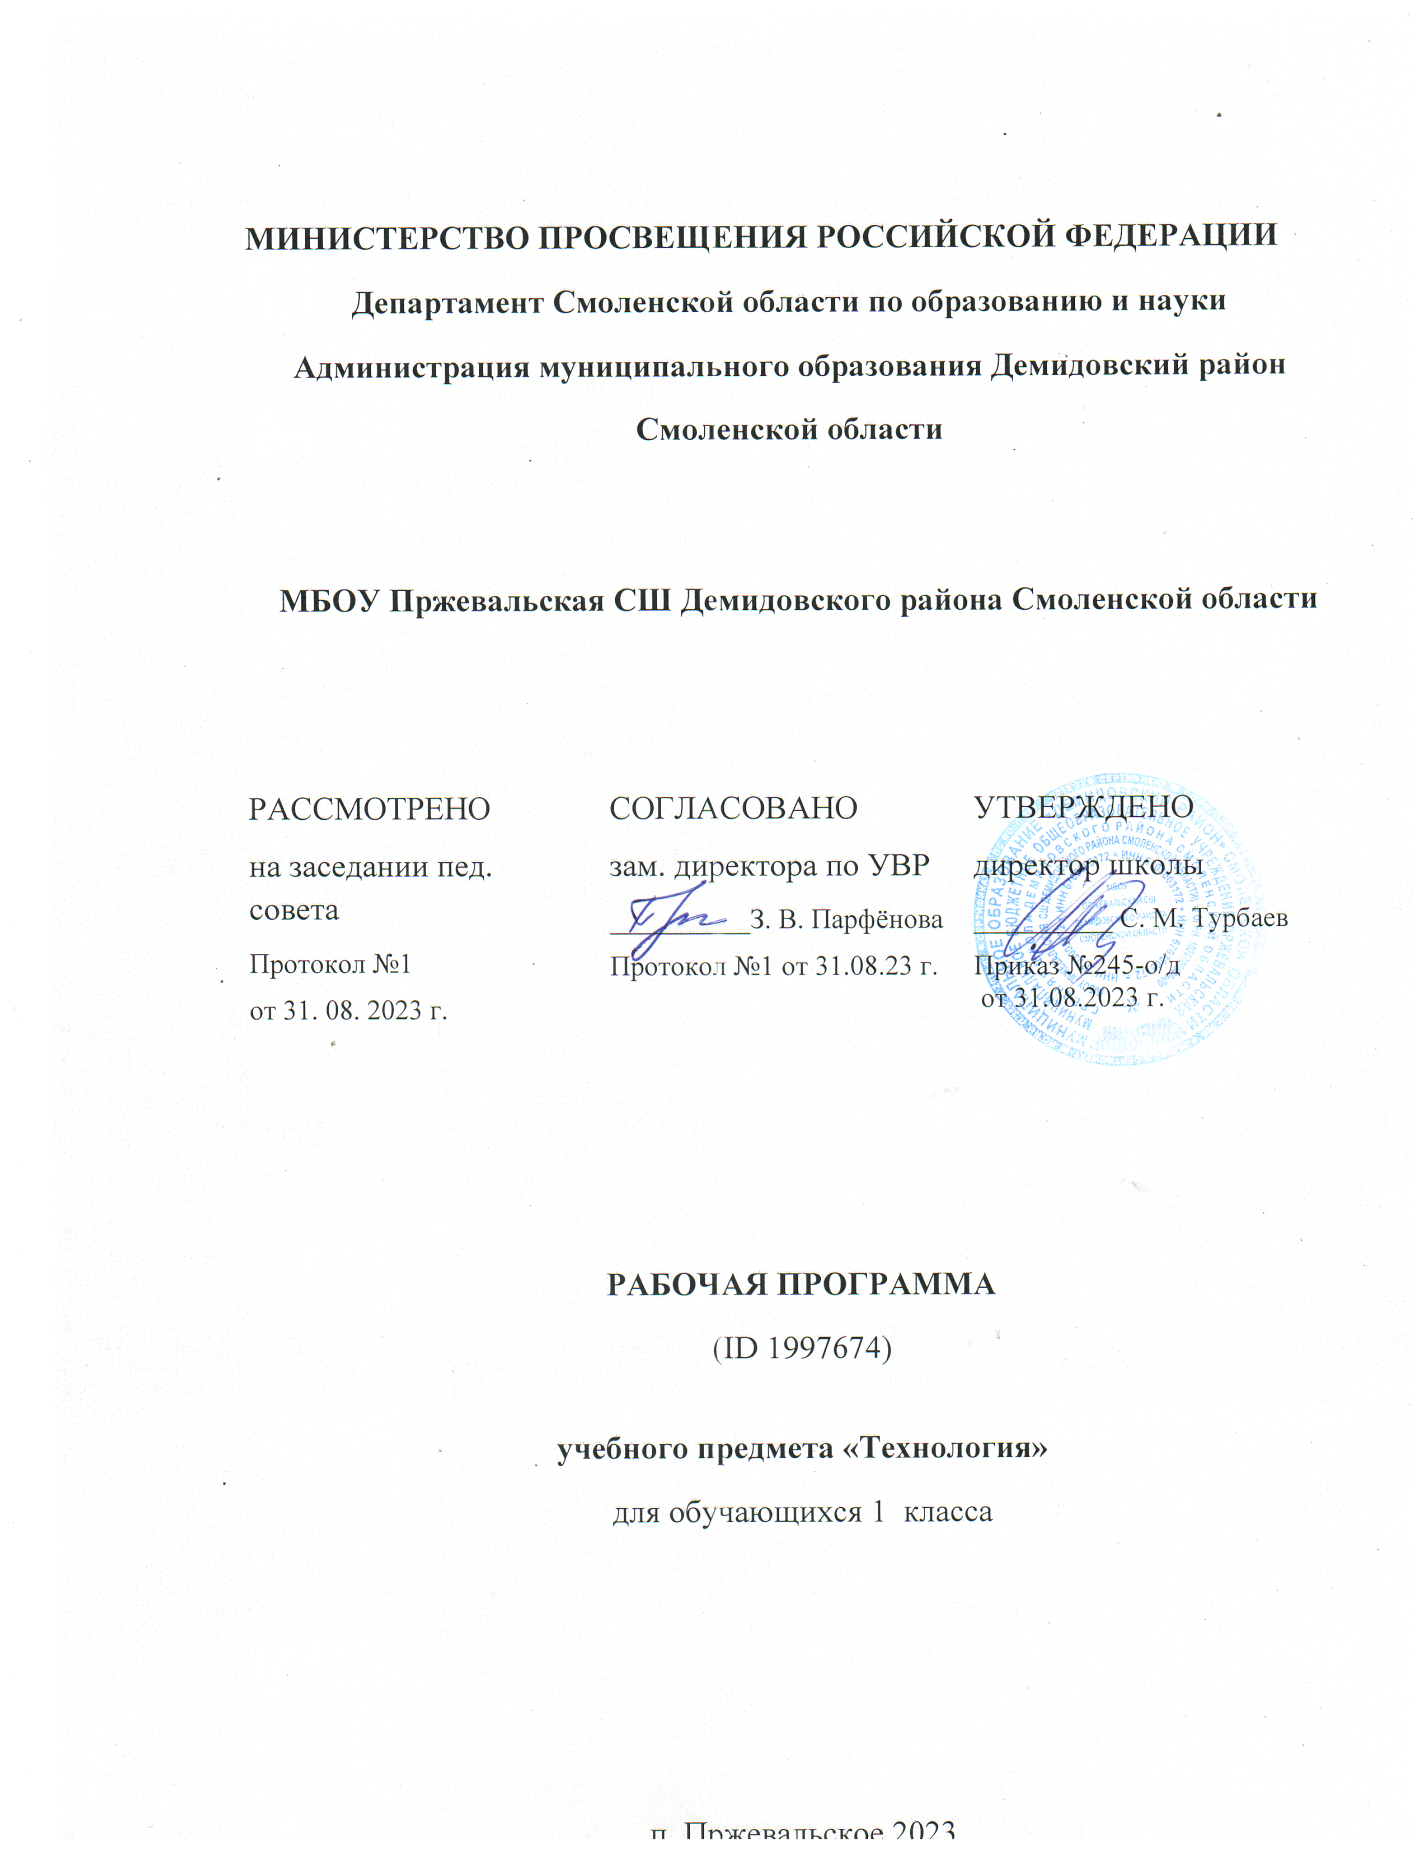 МИНИСТЕРСТВО ПРОСВЕЩЕНИЯ РОССИЙСКОЙ ФЕДЕРАЦИИ
Департамент Смоленской области по образованию и науки
Администрация муниципального образования Демидовский район
Смоленской области
МБОУ Пржевальская СШ Демидовского района Смоленской области
РАССМОТРЕНО
на заседании пед.
совета
Протокол №1
от 31. 08. 2023 г.
СОГЛАСОВАНО
зам. директора по УВР
З. В. Парфёнова
Протокол №1 от 31.08.23 г.
УТВЕРЖДЕНО
директор школы
С. М. Турбаев
Приказ №245-о/д
от 31.08.2023 г.
РАБОЧАЯ ПРОГРАММА
(ID 1997674)
учебного предмета «Технология»
для обучающихся 1 класса
п. Пржевальское 2023